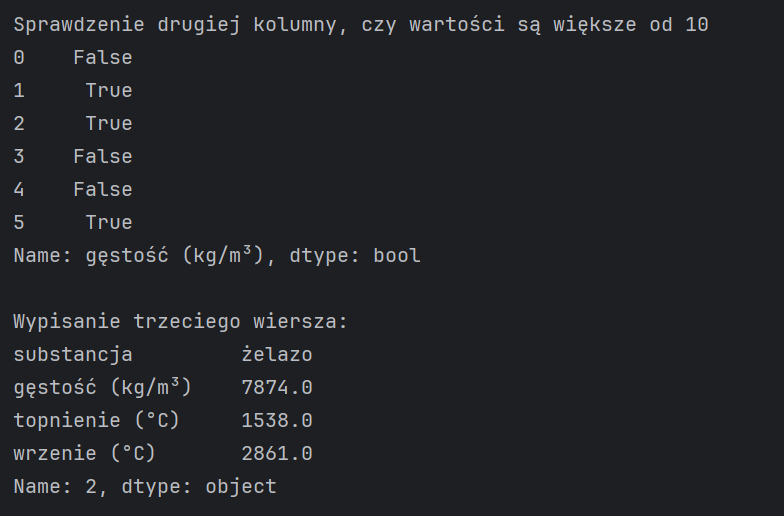 Sprawdzenie drugiej kolumny, czy wartości są większe od 10
0    False
1     True
2     True
3    False
4    False
5     True
Name: gęstość (kg/m³), dtype: bool

Wypisanie trzeciego wiersza:
substancja         żelazo
gęstość (kg/m³)    7874.0
topnienie (°C)     1538.0
wrzenie (°C)       2861.0
Name: 2, dtype: object